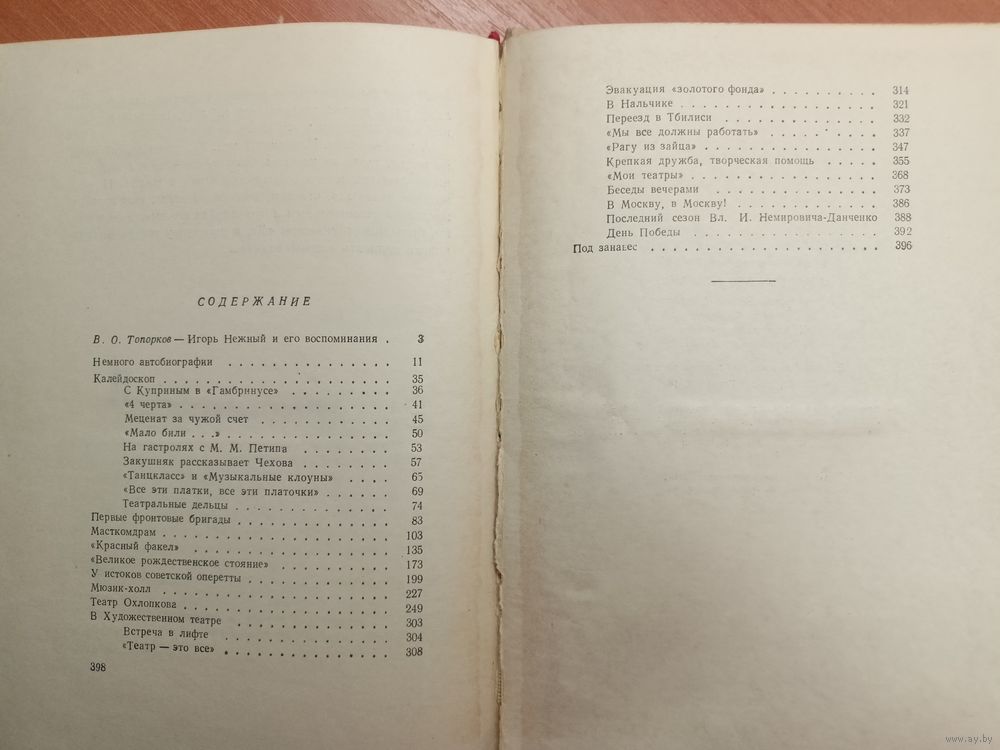 СОДЕРЖАНИЕ
В. О. Топорков — Игорь Нежный и его воспоминания . 3
Немного автобиографии . . . . . . . . . . . . . . 11
Калейдоскоп . . . . . . . . . . . . . . . . . . . 35
С Куприным в «Гамбринусе» . . . . . . . . . 36
«4 черта» . . . . . . . . . . . . . . . . . 41
Меценат за чужой счет . . . . . . . . . . . 45
«Мало били . . .» . . . . . . . . . . . . . 50
На гастролях с М. М. Петипа . . . . . . . . 53
Закушняк рассказывает Чехова . . . . . . . 57
«Танцкласс» и «Музыкальные клоуны» . . . . 65
«Все эти платки, все эти платочки» . . . . . . 69
Театральные дельцы . . . . . . . . . . . . 74
Первые фронтовые бригады . . . . . . . . . . . . . 83
Масткомдрам . . . . . . . . . . . . . . . . . . . 103
«Красный факел» . . . . . . . . . . . . . . . . . 135
«Великое рождественское стояние» . . . . . . . . . 173
У истоков советской оперетты . . . . . . . . . . . 199
Мюзик-холл . . . . . . . . . . . . . . . . . . . 227
Театр Охлопкова . . . . . . . . . . . . . . . . . 249
В Художественном театре . . . . . . . . . . . . . 303
Встреча в лифте . . . . . . . . . . . . . . 304
«Театр — это все» . . . . . . . . . . . . . 308
398
Эвакуация «золотого фонда» . . . . . . . . . . 314
В Нальчике . . . . . . . . . . . . . . . . . . 321
Переезд в Тбилиси . . . . . . . . . . . . . . 332
«Мы все должны работать» . . . . . . . . . . 337
«Рагу из зайца» . . . . . . . . . . . . . . . . 347
Крепкая дружба, творческая помощь . . . . . 355
«Мои театры» . . . . . . . . . . . . . . . . . 368
Беседы вечерами . . . . . . . . . . . . . . . 373
В Москву, в Москву! . . . . . . . . . . . . . 386
Последний сезон Вл. И. Немировича-Данченко 388
День Победы . . . . . . . . . . . . . . . . . 392
Под занавес . . . . . . . . . . . . . . . . . . . . . 396
www.ay.by